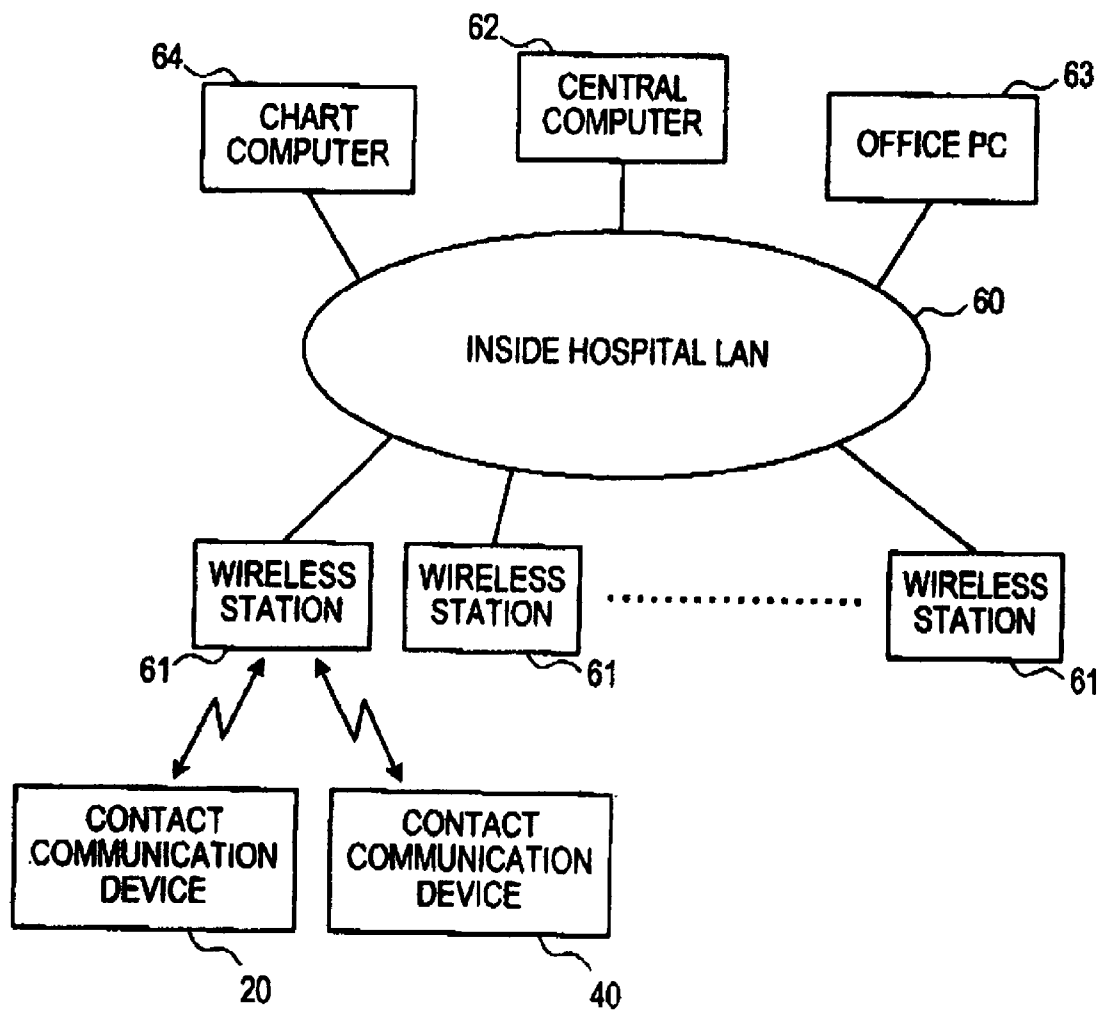 64
CHART
COMPUTER
62
CENTRAL
COMPUTER
63
OFFICE PC
60
INSIDE HOSPITAL LAN
WIRELESS
STATION
61
WIRELESS
STATION
61
WIRELESS
STATION
61
CONTACT
COMMUNICATION
DEVICE
20
CONTACT
COMMUNICATION
DEVICE
40